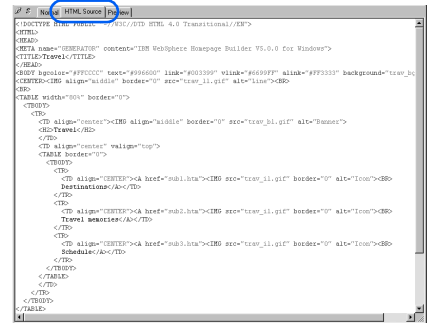 Normal HTML Source Preview
<!DOCTYPE HTML PUBLIC "-//W3C//DTD HTML 4.0 Transitional//EN">
<HTML>
<HEAD>
<META name="GENERATOR" content="IBM WebSphere Homepage Builder V5.0.0 for Windows">
<TITLE>Travel</TITLE>
</HEAD>
<BODY bgcolor="#FFCCCC" text="#996600" link="#003399" vlink="#6699FF" alink="#FF3333" background="trav_bg
<CENTER><IMG align="middle" border="0" src="trav_l1.gif" alt="Line"><BR>
<BR>
<TABLE width="804" border="0">
<TBODY>
<TR>
<TD align="center"><IMG align="middle" border="0" src="trav_b1.gif" alt="Banner">
<H2>Travel</H2>
</TD>
<TD align="center" valign="top">
<TABLE border="0">
<TBODY>
<TR>
<TD align="CENTER"><A href="sub1.htm"><IMG src="trav_i1.gif" border="0" alt="Icon"><BR>
Destinations</A></TD>
</TR>
<TR>
<TD align="CENTER"><A href="sub2.htm"><IMG src="trav_i1.gif" border="0" alt="Icon"><BR>
Travel memories</A></TD>
</TR>
<TR>
<TD align="CENTER"><A href="sub3.htm"><IMG src="trav_i1.gif" border="0" alt="Icon"><BR>
Schedule</A></TD>
</TR>
</TBODY>
</TABLE>
</TD>
</TR>
</TBODY>
</TABLE>